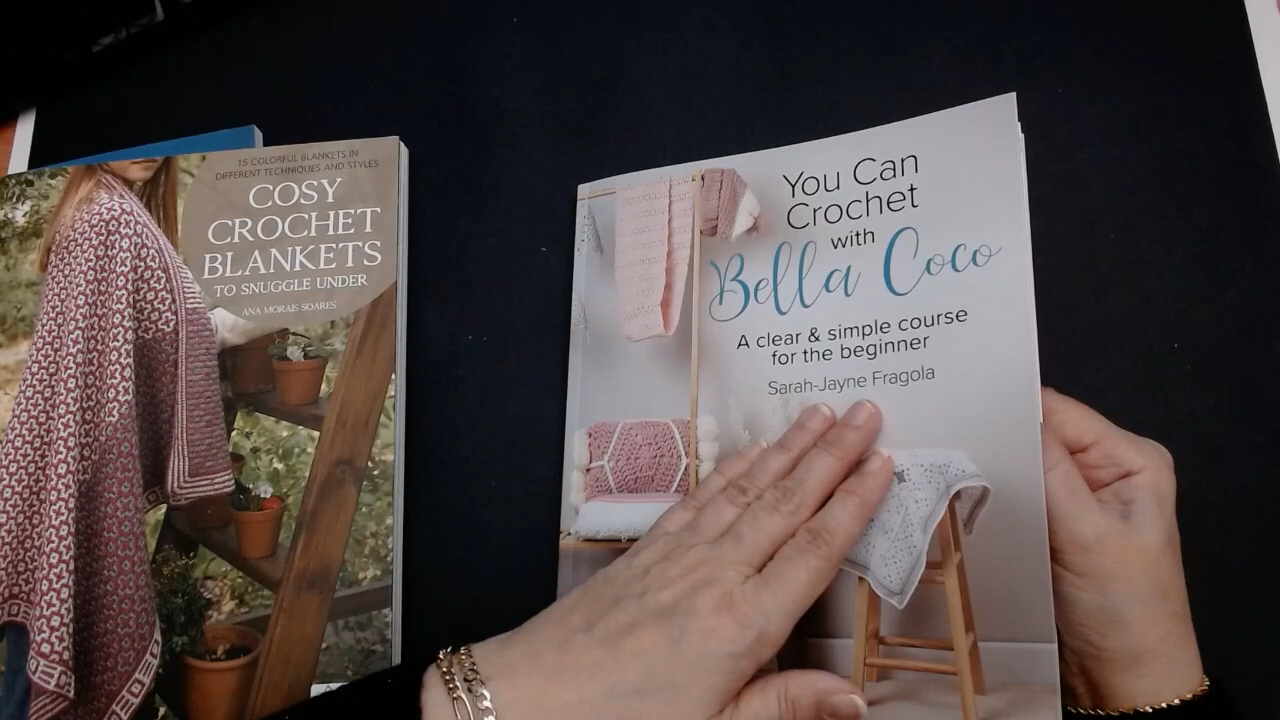 15 COLORFUL BLANKETS IN
DIFFERENT TECHNIQUES AND STYLES
COSY
CROCHET
BLANKETS
TO SNUGGLE UNDER
ANA MORAIS SOARES
You Can
Crochet
with
Bella Coco
A clear & simple course
for the beginner
Sarah-Jayne Fragola